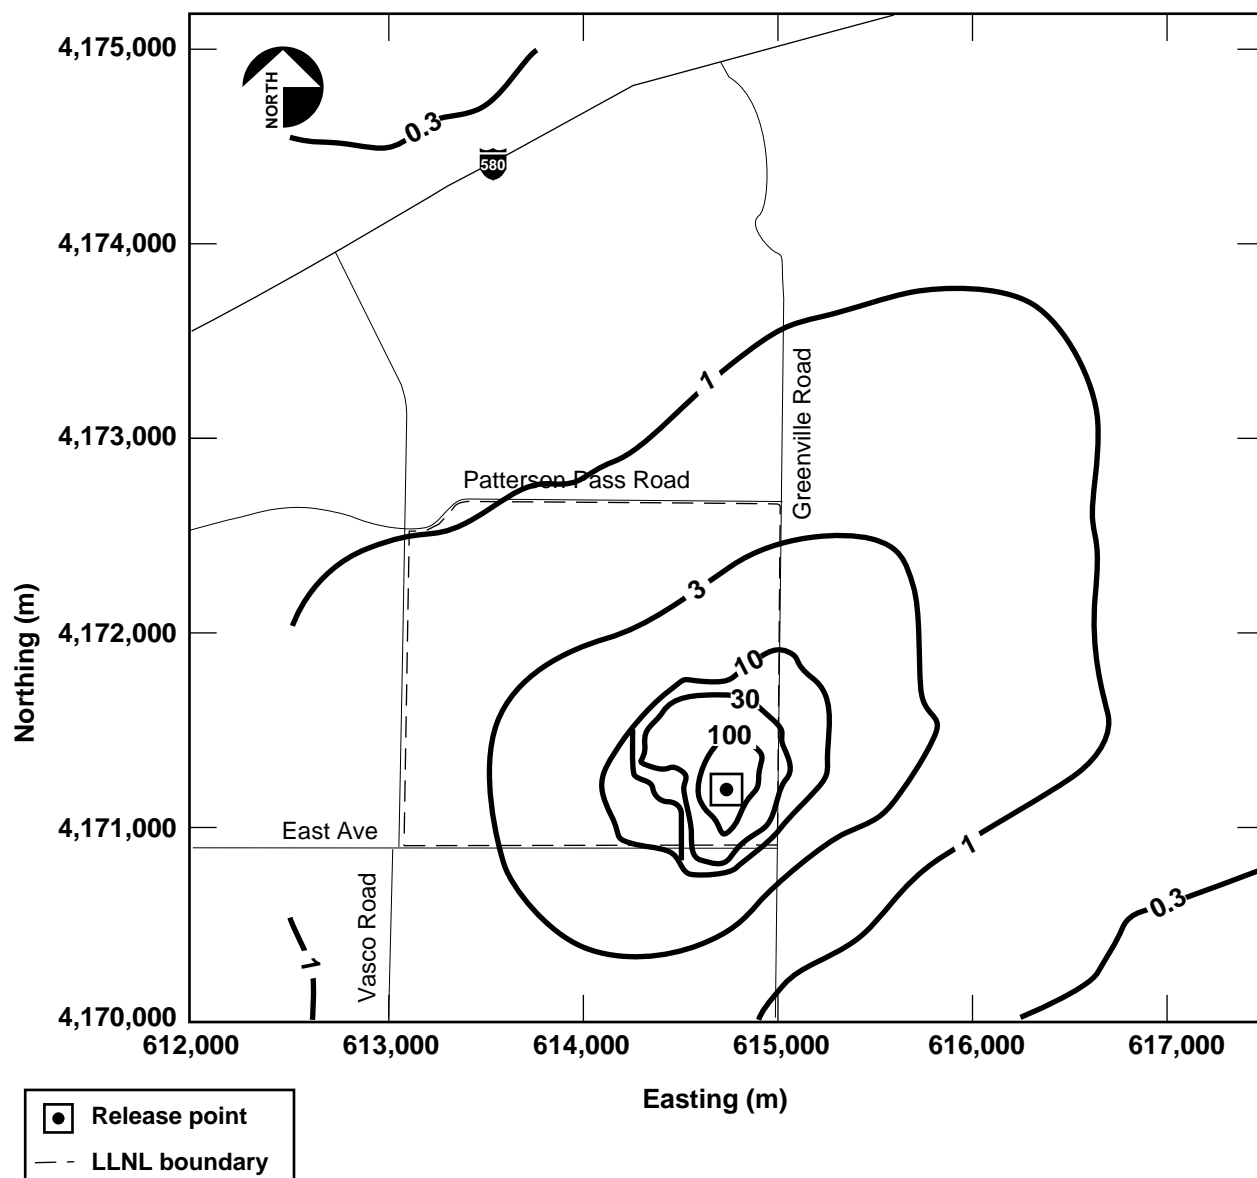 4,175,000
NORTH
0.3
580
4,174,000
1
Greenville Road
4,173,000
Patterson Pass Road
3
4,172,000
10
30
100
Northing (m)
4,171,000
East Ave
1
0.3
Vasco Road
1
4,170,000
612,000
613,000
614,000
615,000
616,000
617,000
Easting (m)
Release point
LLNL boundary